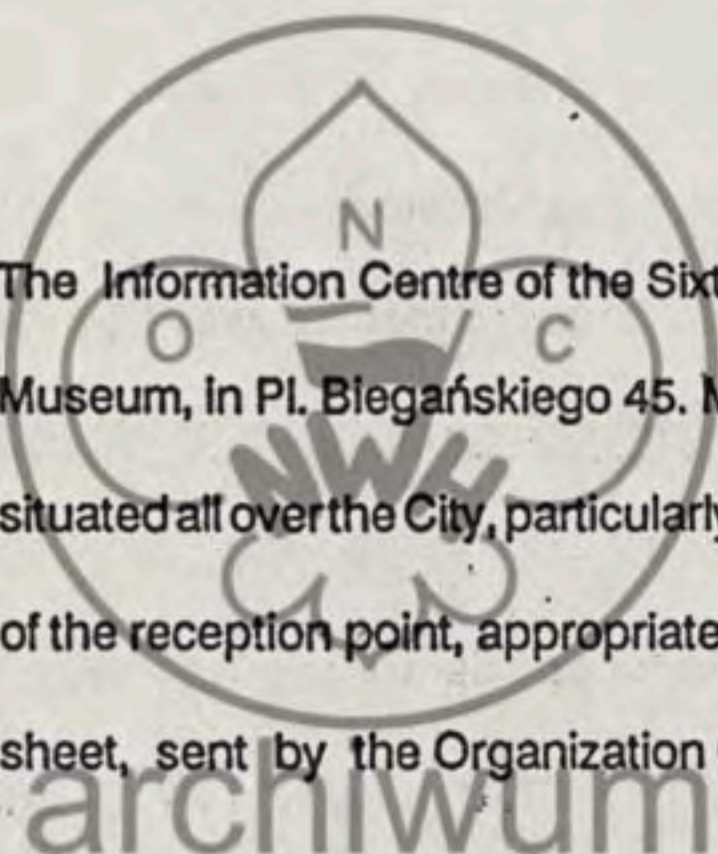 The Information Centre of the Sixt
Museum, in Pl. Biegańskiego 45. M
situated all over the City, particularly
of the reception point, appropriate
sheet, sent by the Organization
N
O
C
NWH
archiwum